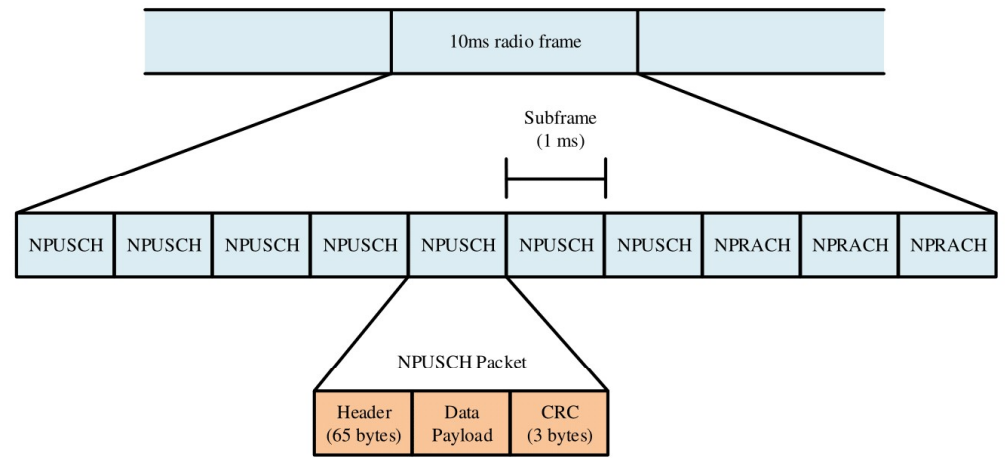 10ms radio frame
Subframe
(1 ms)
NPUSCH NPUSCH NPUSCH NPUSCH NPUSCH NPUSCH NPUSCH NPRACH NPRACH NPRACH
NPUSCH Packet
Header
(65 bytes)
Data
Payload
CRC
(3 bytes)